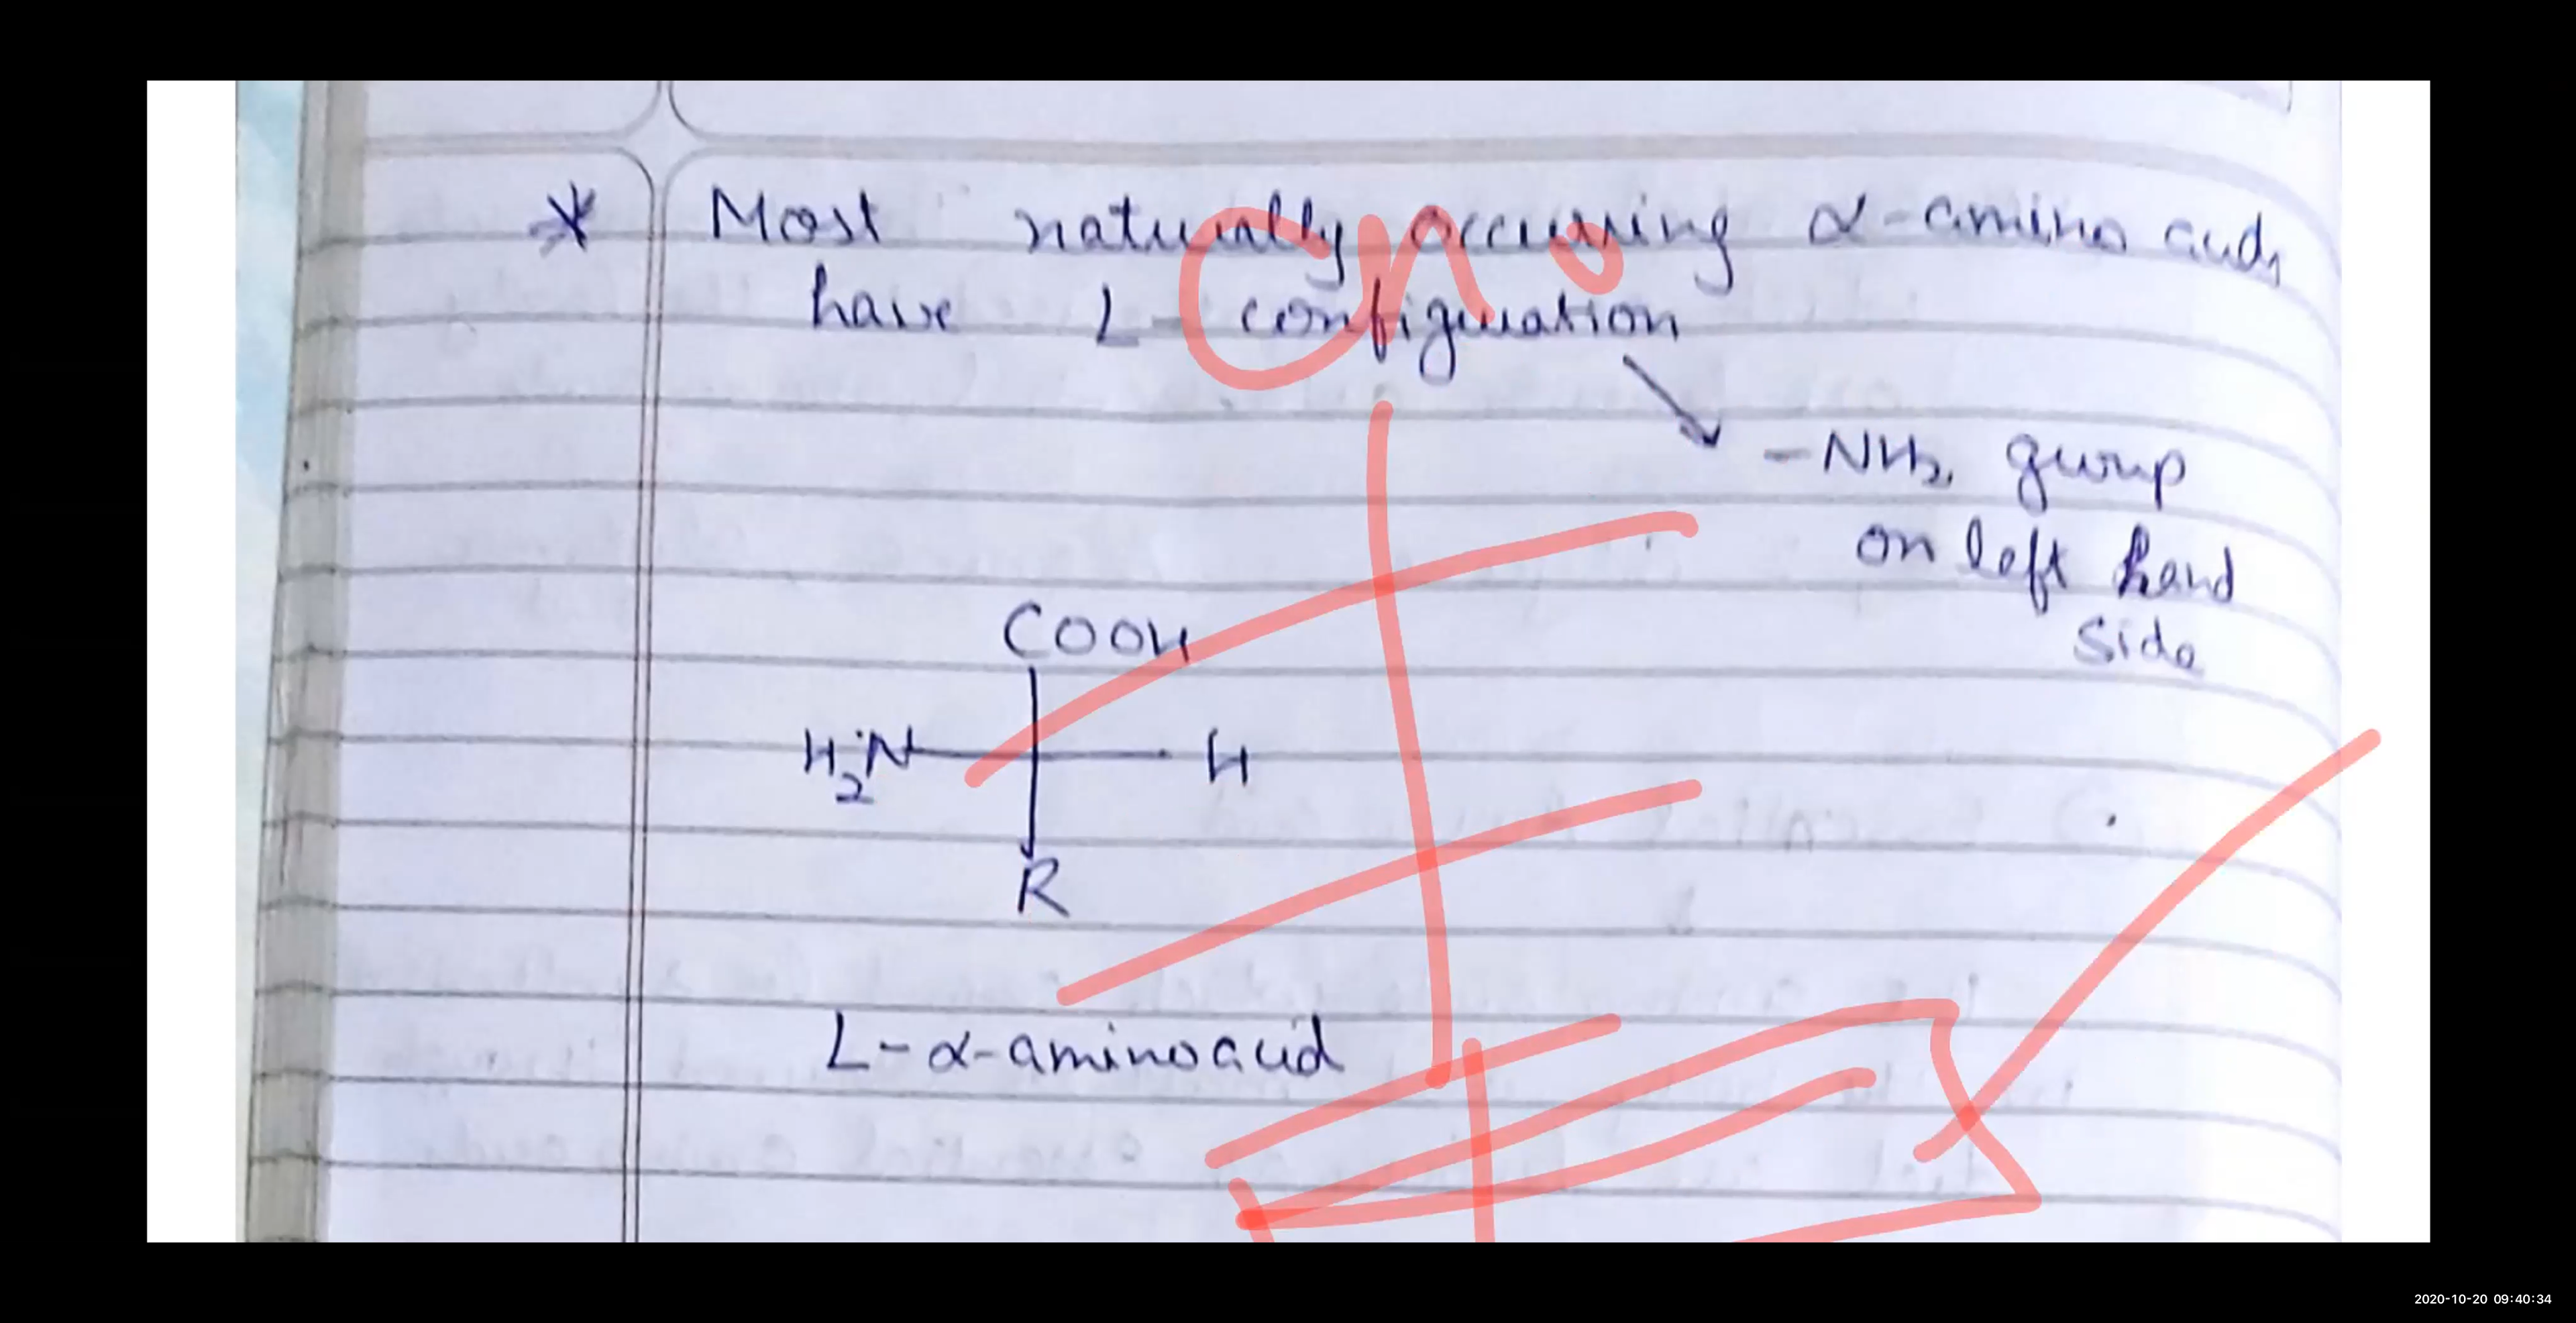 * Most naturally occurring α-amino acids
have L- configuration
CHO
-NH2 group
on left hand
side
COOH
H2N H
R
L-α-aminoacid
2020-10-20 09:40:34